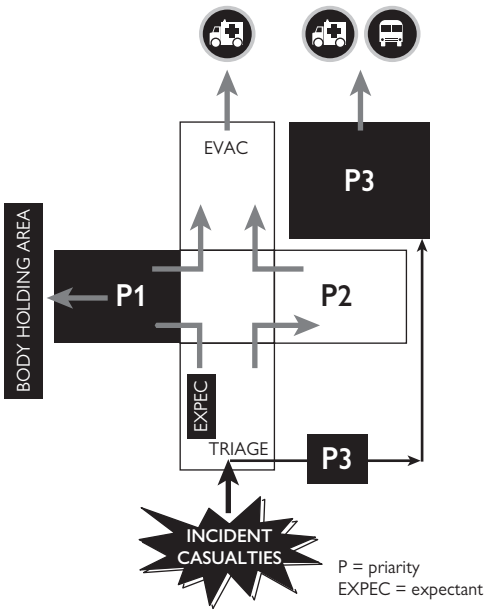 EVAC
P3
BODY HOLDING AREA
P1
P2
EXPEC
TRIAGE
P3
INCIDENT
CASUALTIES
P = priarity
EXPEC = expectant